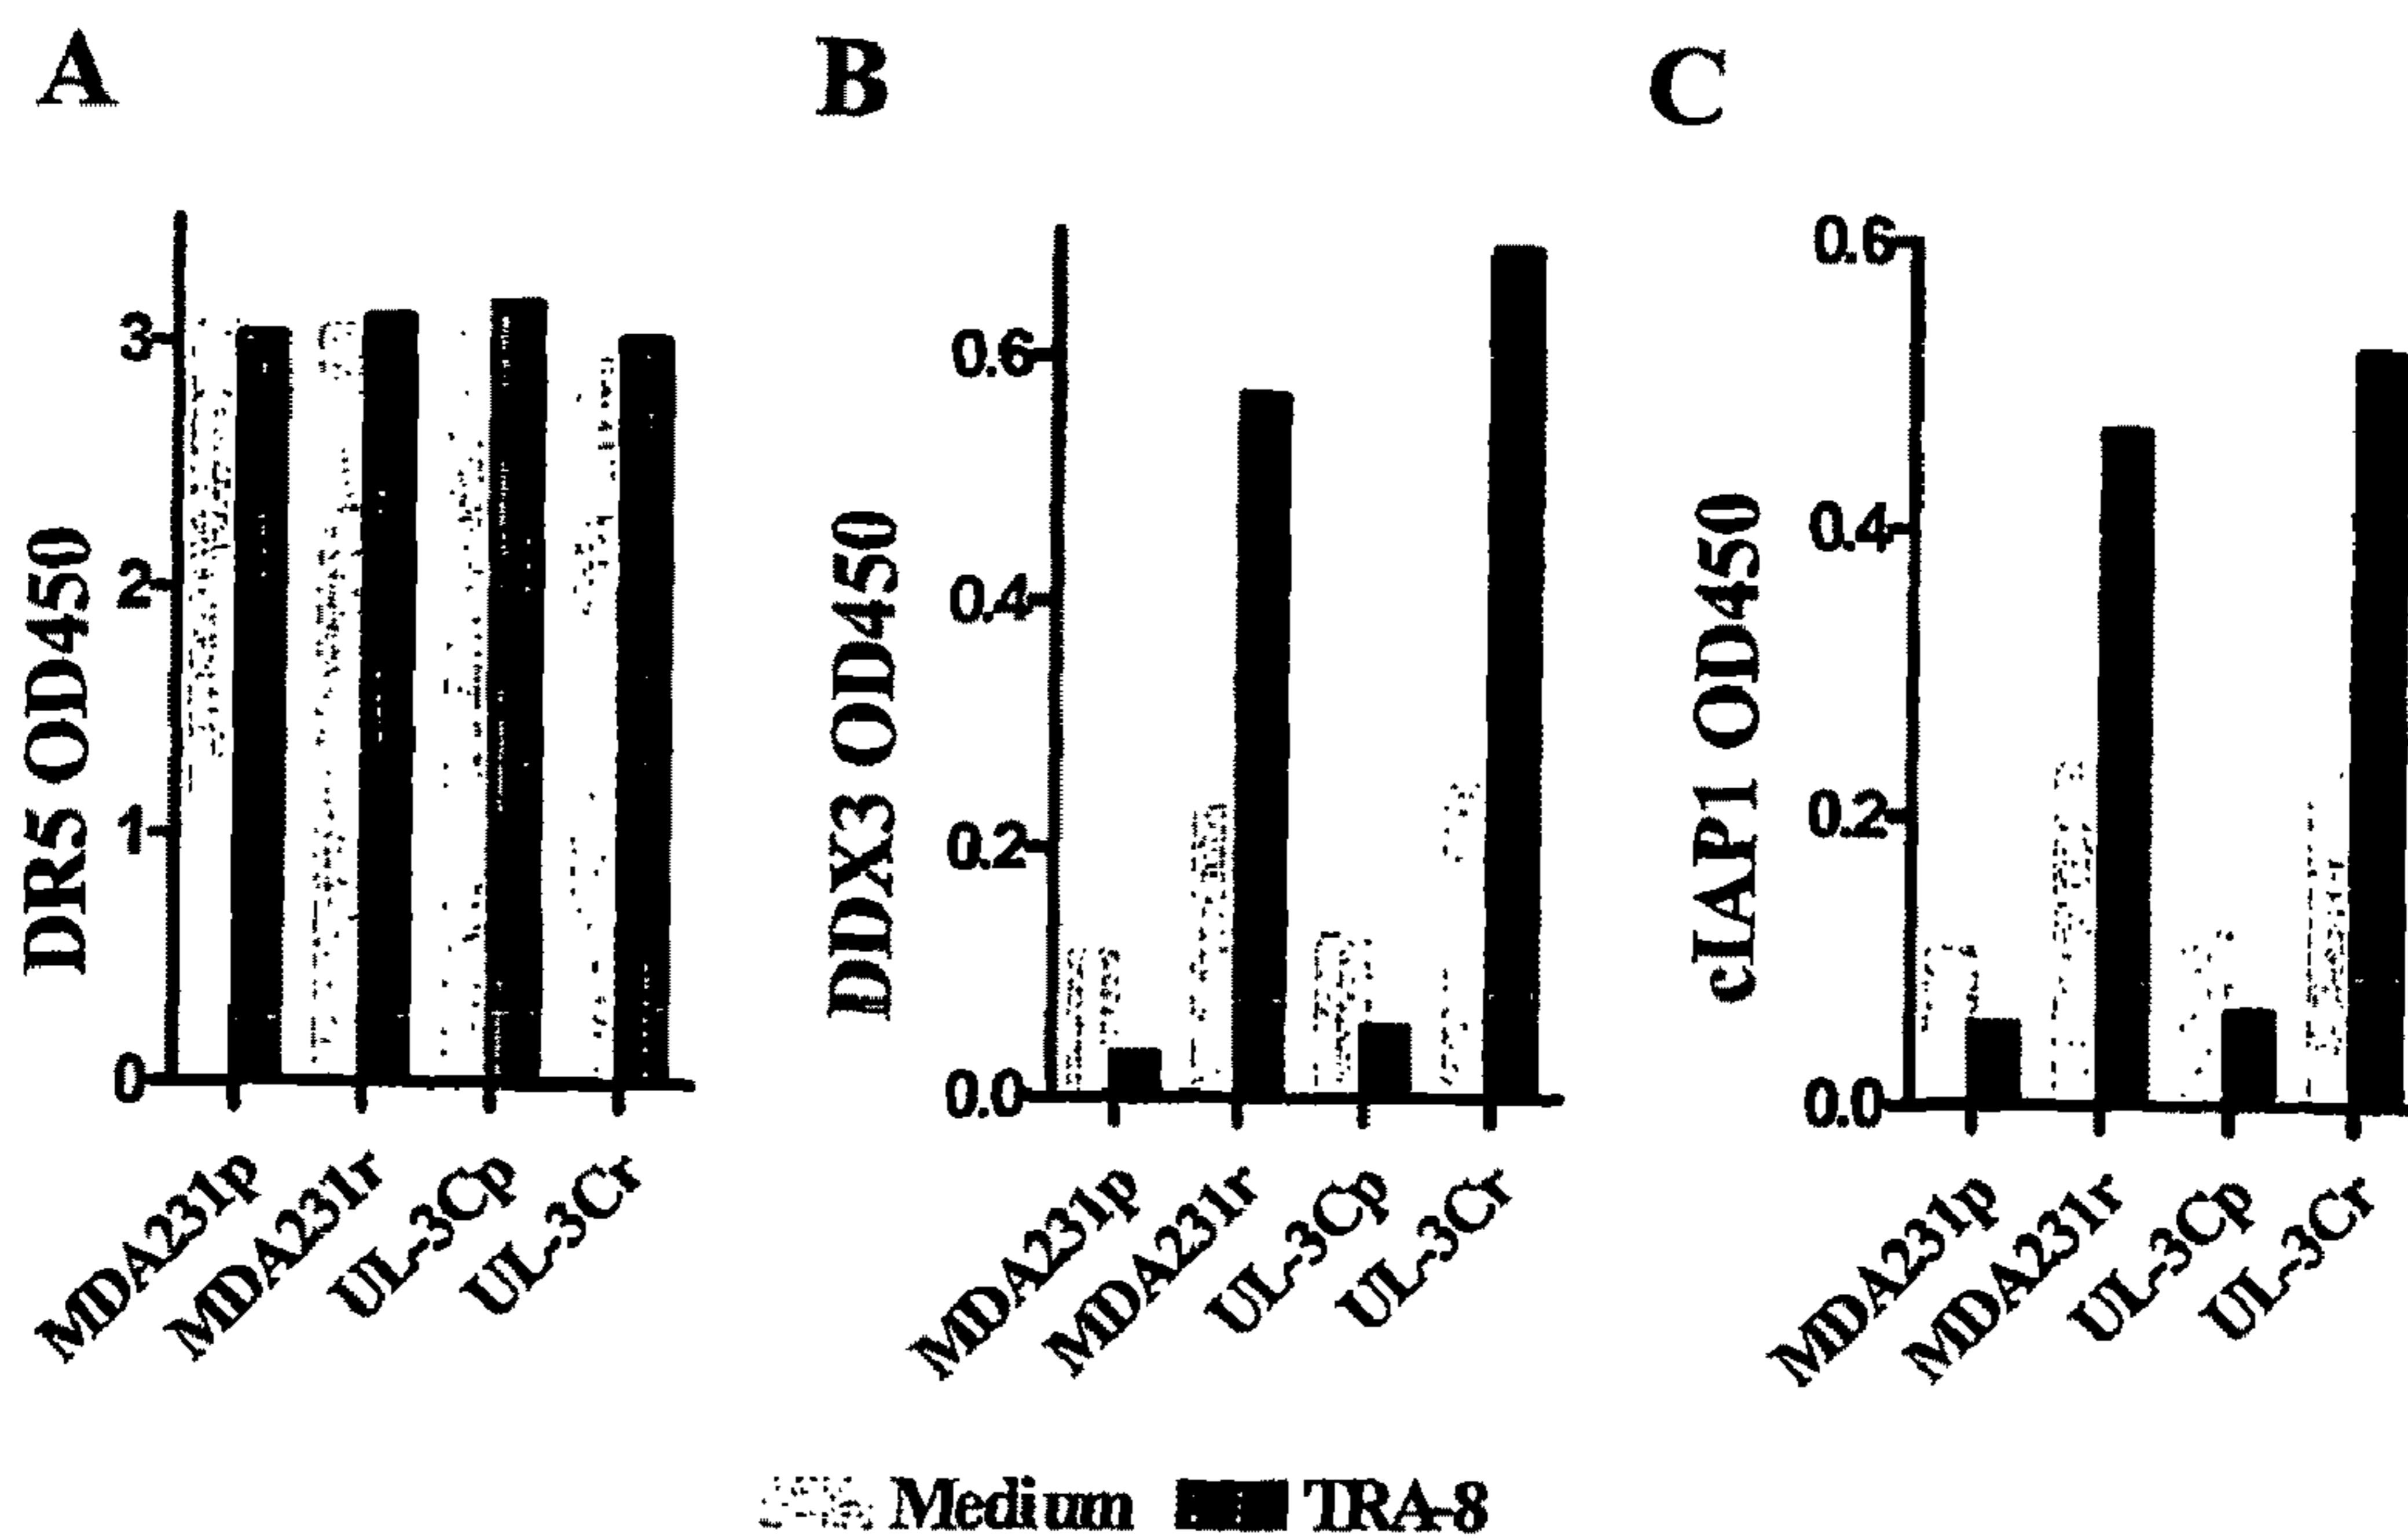 A
B
C
DR5 OD450
3
2
1
0
MDA231p
MDA231r
UL-3Cp
UL-3Cr
DDX3 OD450
0.6
0.4
0.2
0.0
MDA231p
MDA231r
UL-3Cp
UL-3Cr
cIAP1 OD450
0.6
0.4
0.2
0.0
MDA231p
MDA231r
UL-3Cp
UL-3Cr
Medium TRA-8